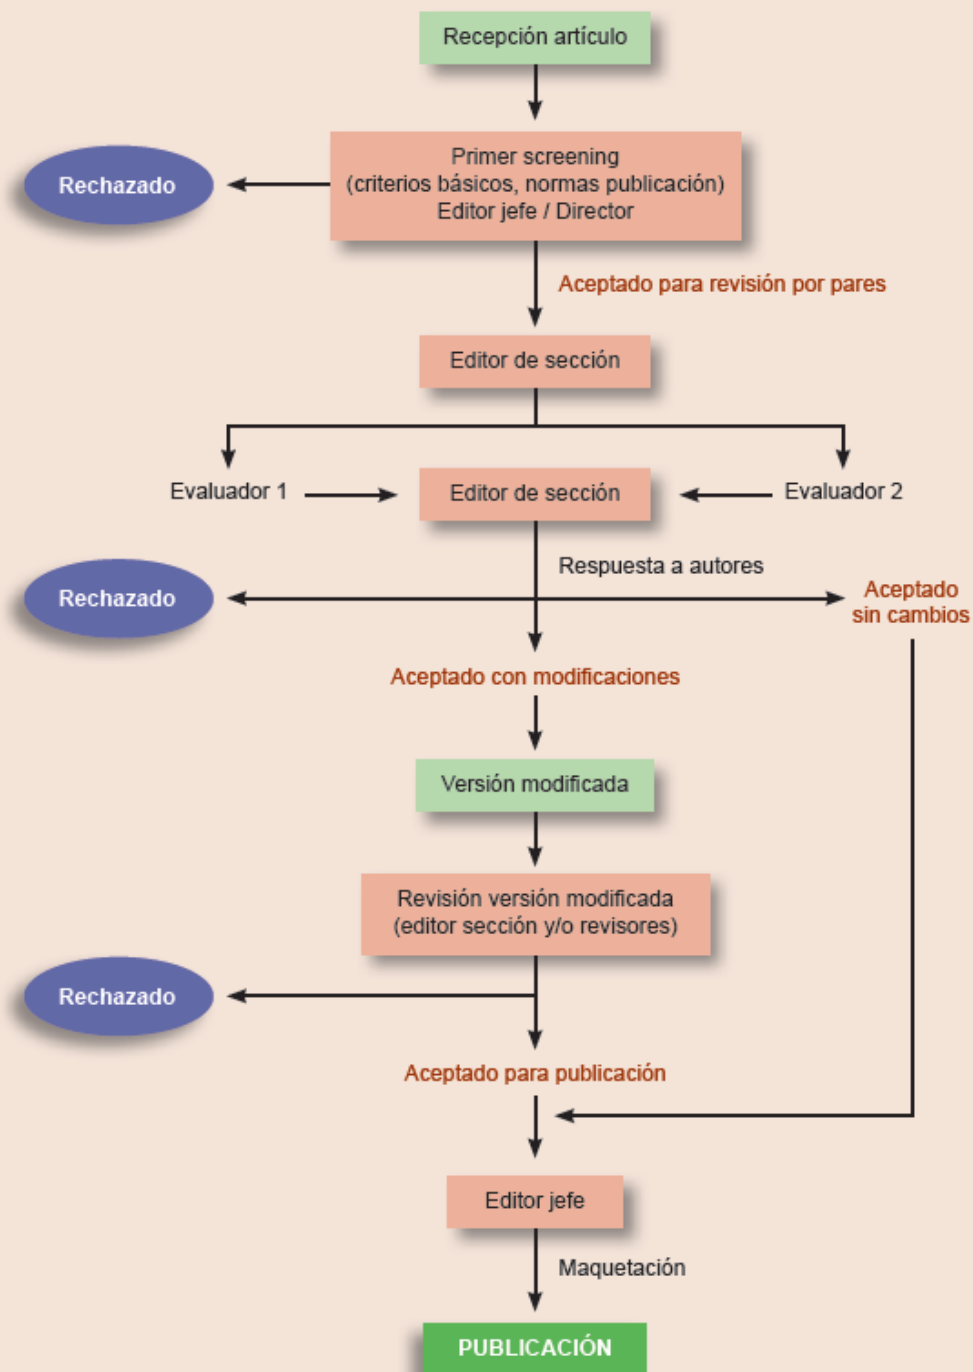 Recepción artículo
Primer screening
(criterios básicos, normas publicación)
Editor jefe / Director
Rechazado
Aceptado para revisión por pares
Editor de sección
Evaluador 1
Editor de sección
Evaluador 2
Respuesta a autores
Rechazado
Aceptado
sin cambios
Aceptado con modificaciones
Versión modificada
Revisión versión modificada
(editor sección y/o revisores)
Rechazado
Aceptado para publicación
Editor jefe
Maquetación
PUBLICACIÓN